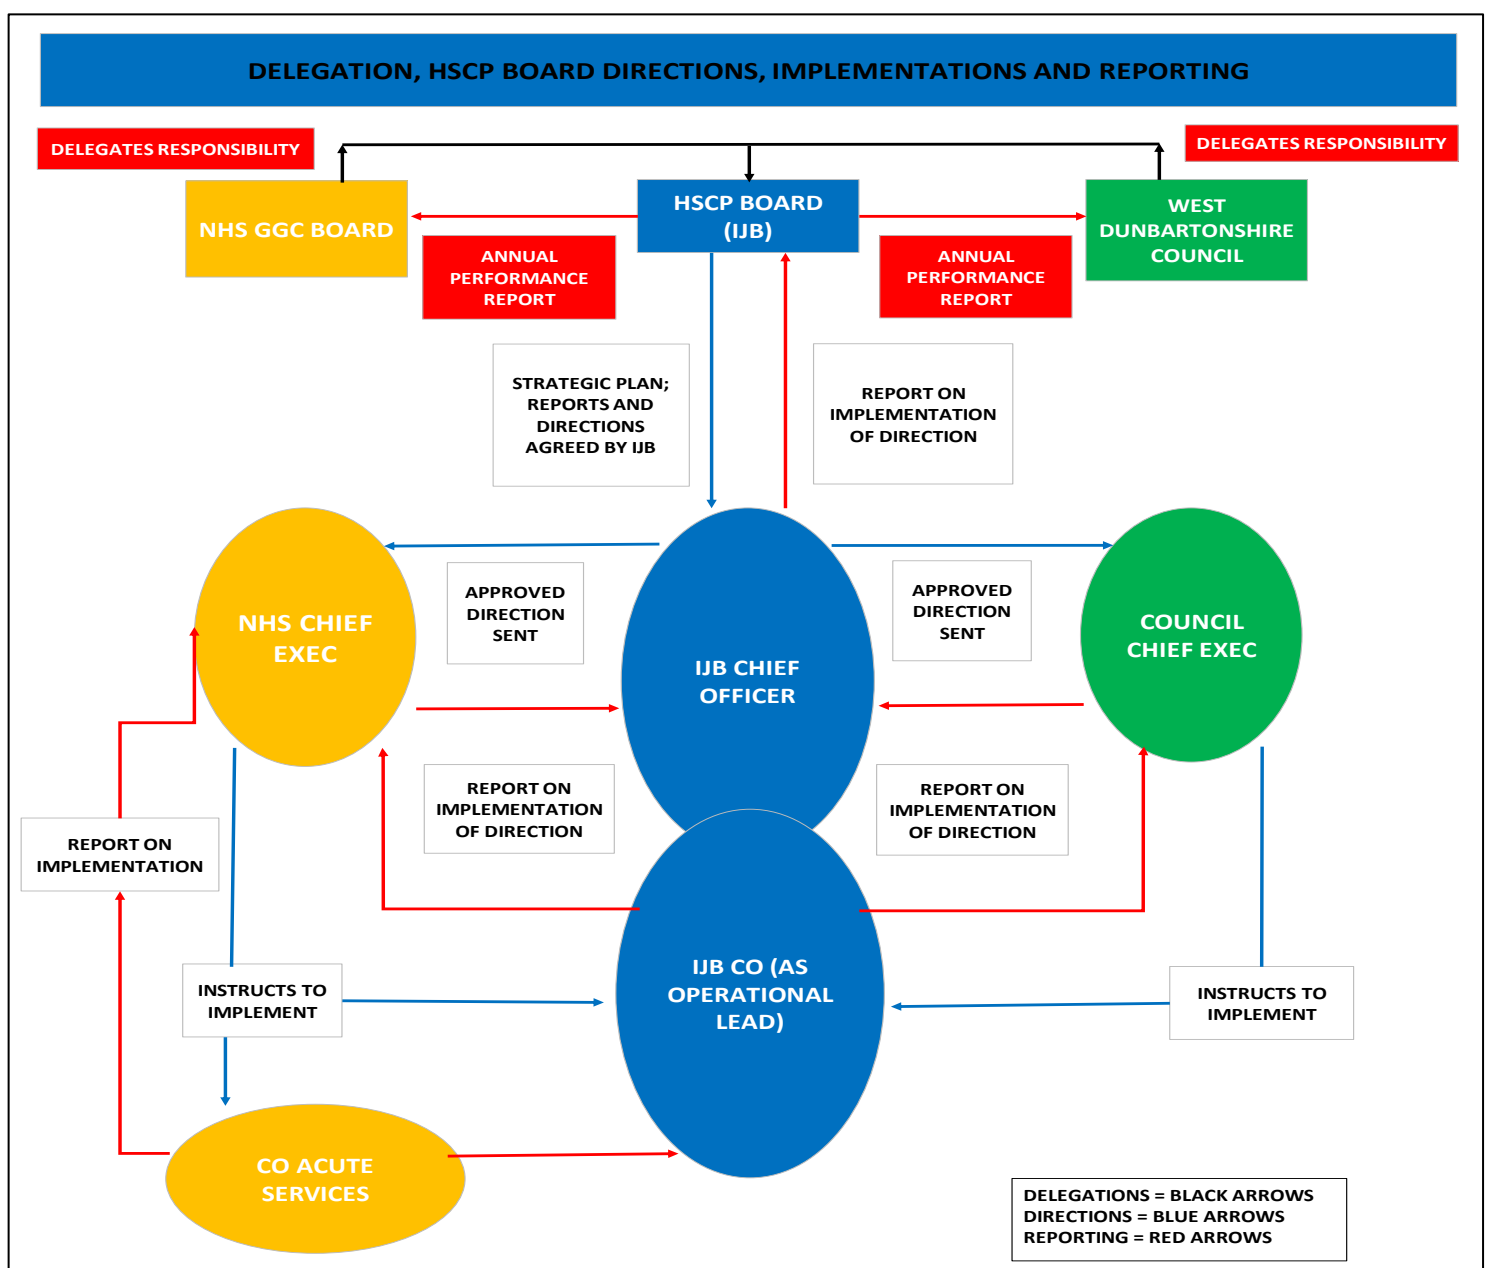 DELEGATION, HSCP BOARD DIRECTIONS, IMPLEMENTATIONS AND REPORTING
DELEGATES RESPONSIBILITY
DELEGATES RESPONSIBILITY
NHS GGC BOARD
HSCP BOARD
(IJB)
WEST
DUNBARTONSHIRE
COUNCIL
ANNUAL
PERFORMANCE
REPORT
ANNUAL
PERFORMANCE
REPORT
STRATEGIC PLAN;
REPORTS AND
DIRECTIONS
AGREED BY IJB
REPORT ON
IMPLEMENTATION
OF DIRECTION
NHS CHIEF
EXEC
APPROVED
DIRECTION
SENT
IJB CHIEF
OFFICER
APPROVED
DIRECTION
SENT
COUNCIL
CHIEF EXEC
REPORT ON
IMPLEMENTATION
OF DIRECTION
REPORT ON
IMPLEMENTATION
OF DIRECTION
REPORT ON
IMPLEMENTATION
INSTRUCTS TO
IMPLEMENT
IJB CO (AS
OPERATIONAL
LEAD)
INSTRUCTS TO
IMPLEMENT
CO ACUTE
SERVICES
DELEGATIONS = BLACK ARROWS
DIRECTIONS = BLUE ARROWS
REPORTING = RED ARROWS